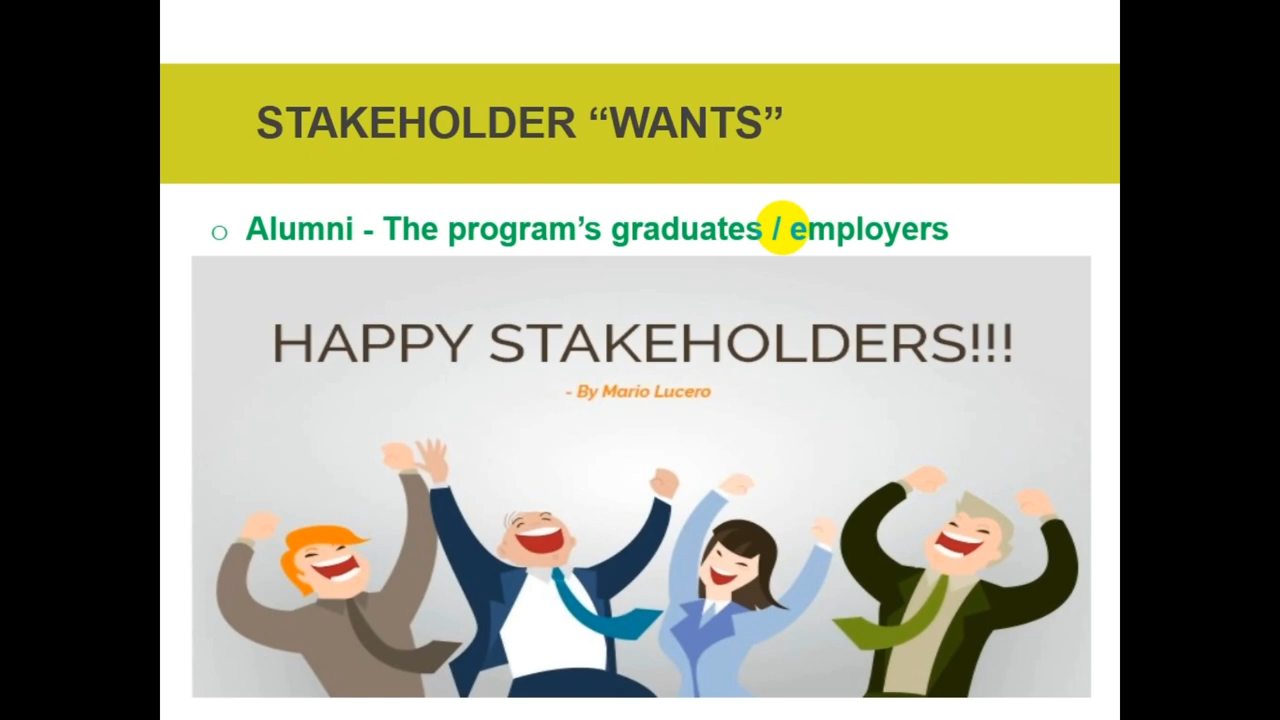 STAKEHOLDER “WANTS”
o Alumni - The program’s graduates / employers
HAPPY STAKEHOLDERS!!!
- By Mario Lucero